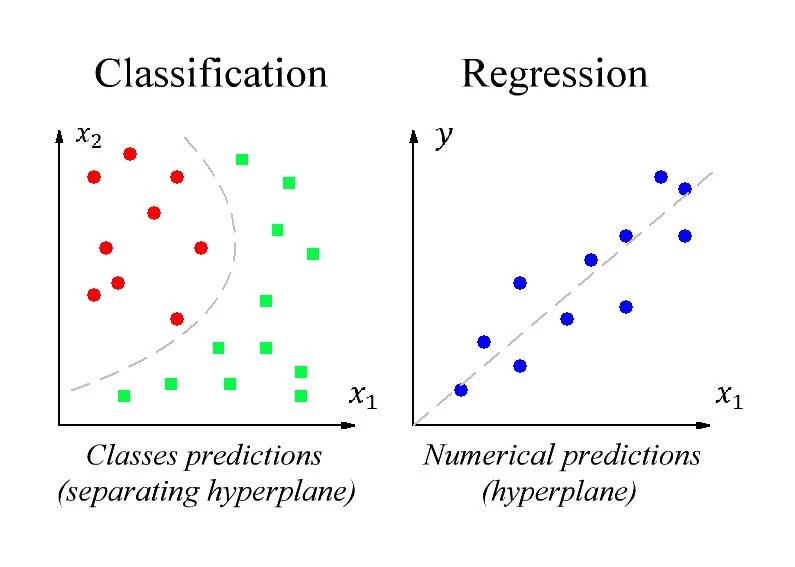 Classification
x₂
x₁
Classes predictions
(separating hyperplane)
Regression
y
x₁
Numerical predictions
(hyperplane)